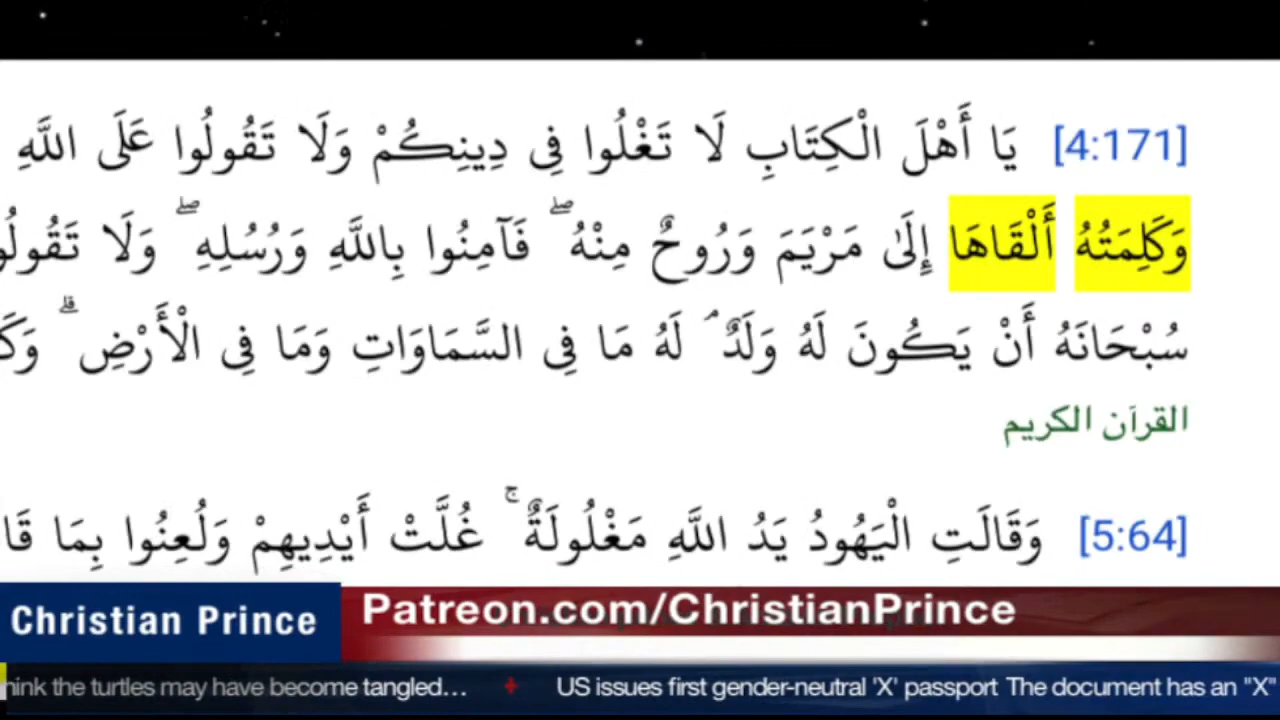 [4:171] يَا أَهْلَ الْكِتَابِ لَا تَغْلُوا فِي دِينِكُمْ وَلَا تَقُولُوا عَلَى اللَّهِ
وَكَلِمَتُهُ أَلْقَاهَا إِلَىٰ مَرْيَمَ وَرُوحٌ مِنْهُ ۖ فَآمِنُوا بِاللَّهِ وَرُسُلِهِ ۖ وَلَا
سُبْحَانَهُ أَنْ يَكُونَ لَهُ وَلَدٌ ۘ لَهُ مَا فِي السَّمَاوَاتِ وَمَا فِي الْأَرْضِ ۗ
القرآن الكريم
[5:64] وَقَالَتِ الْيَهُودُ يَدُ اللَّهِ مَغْلُولَةٌ ۚ غُلَّتْ أَيْدِيهِمْ وَلُعِنُوا بِمَا
Christian Prince
Patreon.com/ChristianPrince
the turtles may have become tangled... + US issues first gender-neutral 'X' passport The document has an "X"